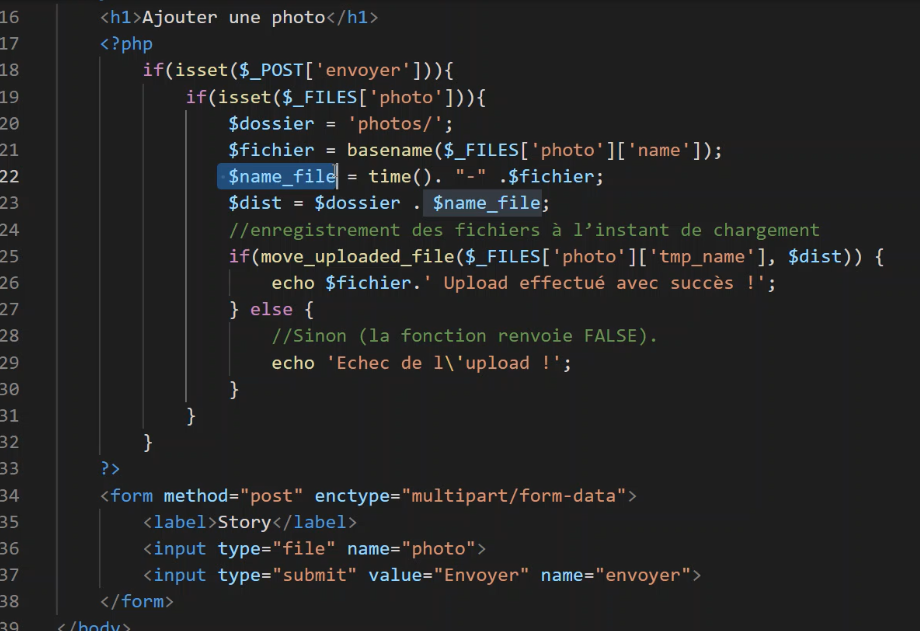 16 <h1>Ajouter une photo</h1>
17 <?php
18 if(isset($_POST['envoyer'])){
19 if(isset($_FILES['photo'])){
20 $dossier = 'photos/';
21 $fichier = basename($_FILES['photo']['name']);
22 $name_file = time(). "-" .$fichier;
23 $dist = $dossier . $name_file;
24 //enregistrement des fichiers à l’instant de chargement
25 if(move_uploaded_file($_FILES['photo']['tmp_name'], $dist)) {
26 echo $fichier.' Upload effectué avec succès !';
27 } else {
28 //Sinon (la fonction renvoie FALSE).
29 echo 'Echec de l\'upload !';
30 }
31 }
32 }
33 ?>
34 <form method="post" enctype="multipart/form-data">
35 <label>Story</label>
36 <input type="file" name="photo">
37 <input type="submit" value="Envoyer" name="envoyer">
38 </form>
39 </body>